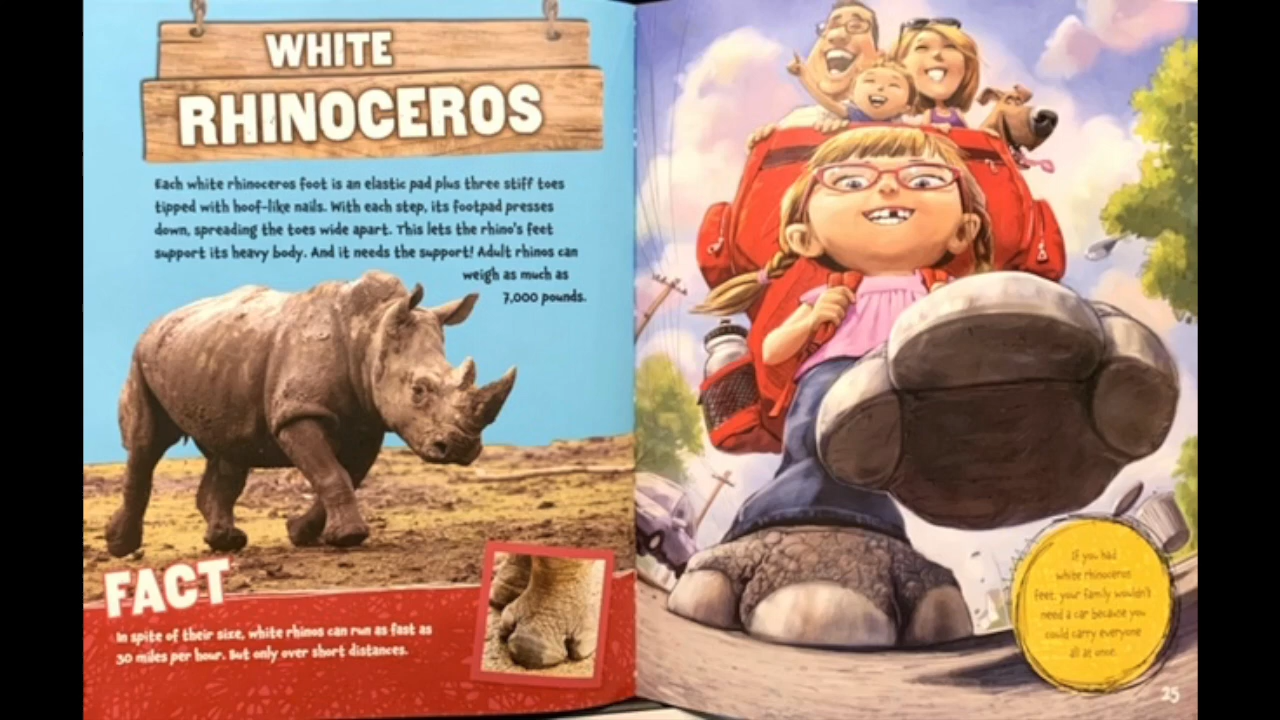 WHITE
RHINOCEROS
Each white rhinoceros foot is an elastic pad plus three stiff toes
tipped with hoof-like nails. With each step, its footpad presses
down, spreading the toes wide apart. This lets the rhino's feet
support its heavy body. And it needs the support! Adult rhinos can
weigh as much as
7,000 pounds.
FACT
In spite of their size, white rhinos can run as fast as
30 miles per hour. But only over short distances.
If you had
white rhinoceros
feet, your family wouldn't
need a car because you
could carry everyone
all at once.
25